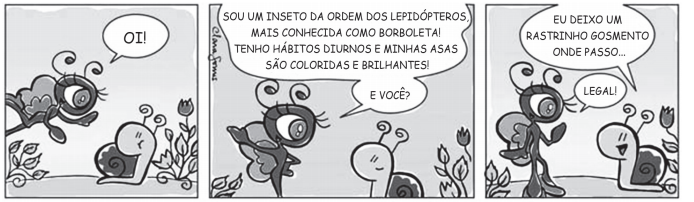 OI!
SOU UM INSETO DA ORDEM DOS LEPIDÓPTEROS,
MAIS CONHECIDA COMO BORBOLETA!
TENHO HÁBITOS DIURNOS E MINHAS ASAS
SÃO COLORIDAS E BRILHANTES!
E VOCÊ?
Clara Gomes
EU DEIXO UM
RASTRINHO GOSMENTO
ONDE PASSO...
LEGAL!